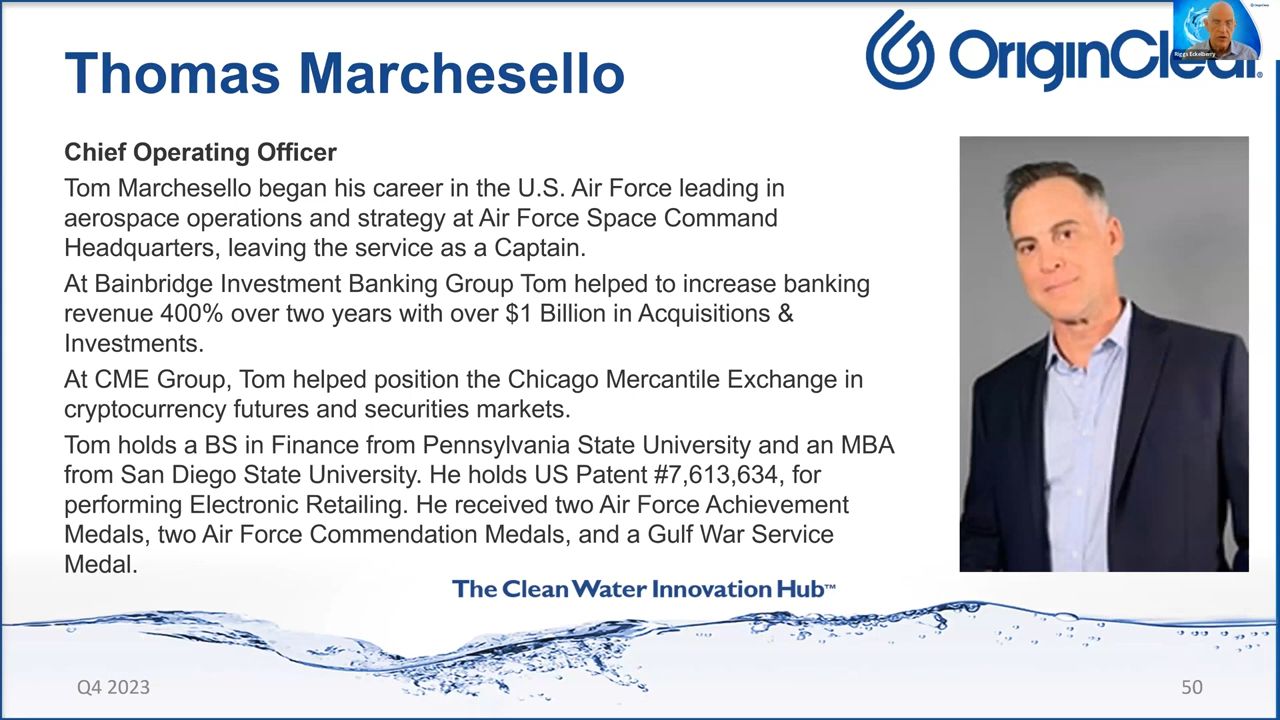 Thomas Marchesello
OriginClear®
Riggs Eckelberry
Chief Operating Officer
Tom Marchesello began his career in the U.S. Air Force leading in
aerospace operations and strategy at Air Force Space Command
Headquarters, leaving the service as a Captain.
At Bainbridge Investment Banking Group Tom helped to increase banking
revenue 400% over two years with over $1 Billion in Acquisitions &
Investments.
At CME Group, Tom helped position the Chicago Mercantile Exchange in
cryptocurrency futures and securities markets.
Tom holds a BS in Finance from Pennsylvania State University and an MBA
from San Diego State University. He holds US Patent #7,613,634, for
performing Electronic Retailing. He received two Air Force Achievement
Medals, two Air Force Commendation Medals, and a Gulf War Service
Medal.
The Clean Water Innovation Hub™
Q4 2023
50